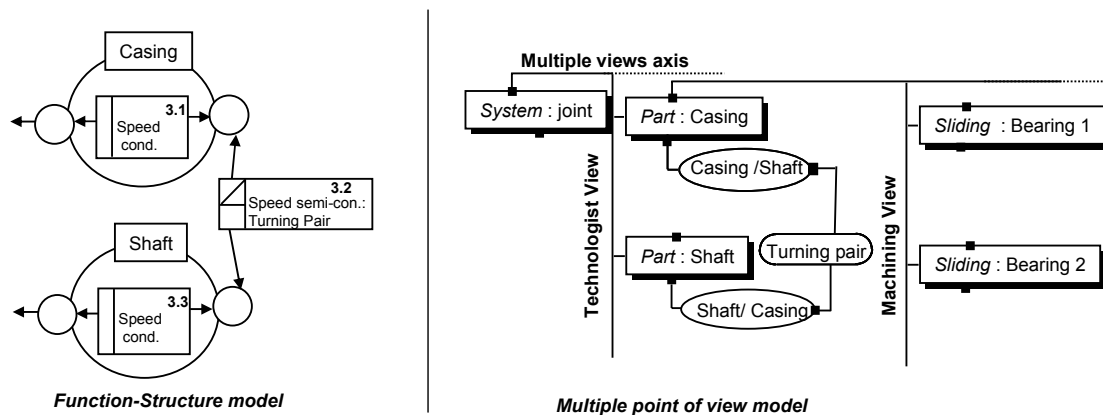 Casing
3.1
Speed
cond.
3.2
Speed semi-con.:
Turning Pair
Shaft
3.3
Speed
cond.
Function-Structure model
Multiple views axis
System : joint
Technologist View
Part : Casing
Casing /Shaft
Turning pair
Part : Shaft
Shaft/ Casing
Machining View
Sliding : Bearing 1
Sliding : Bearing 2
Multiple point of view model